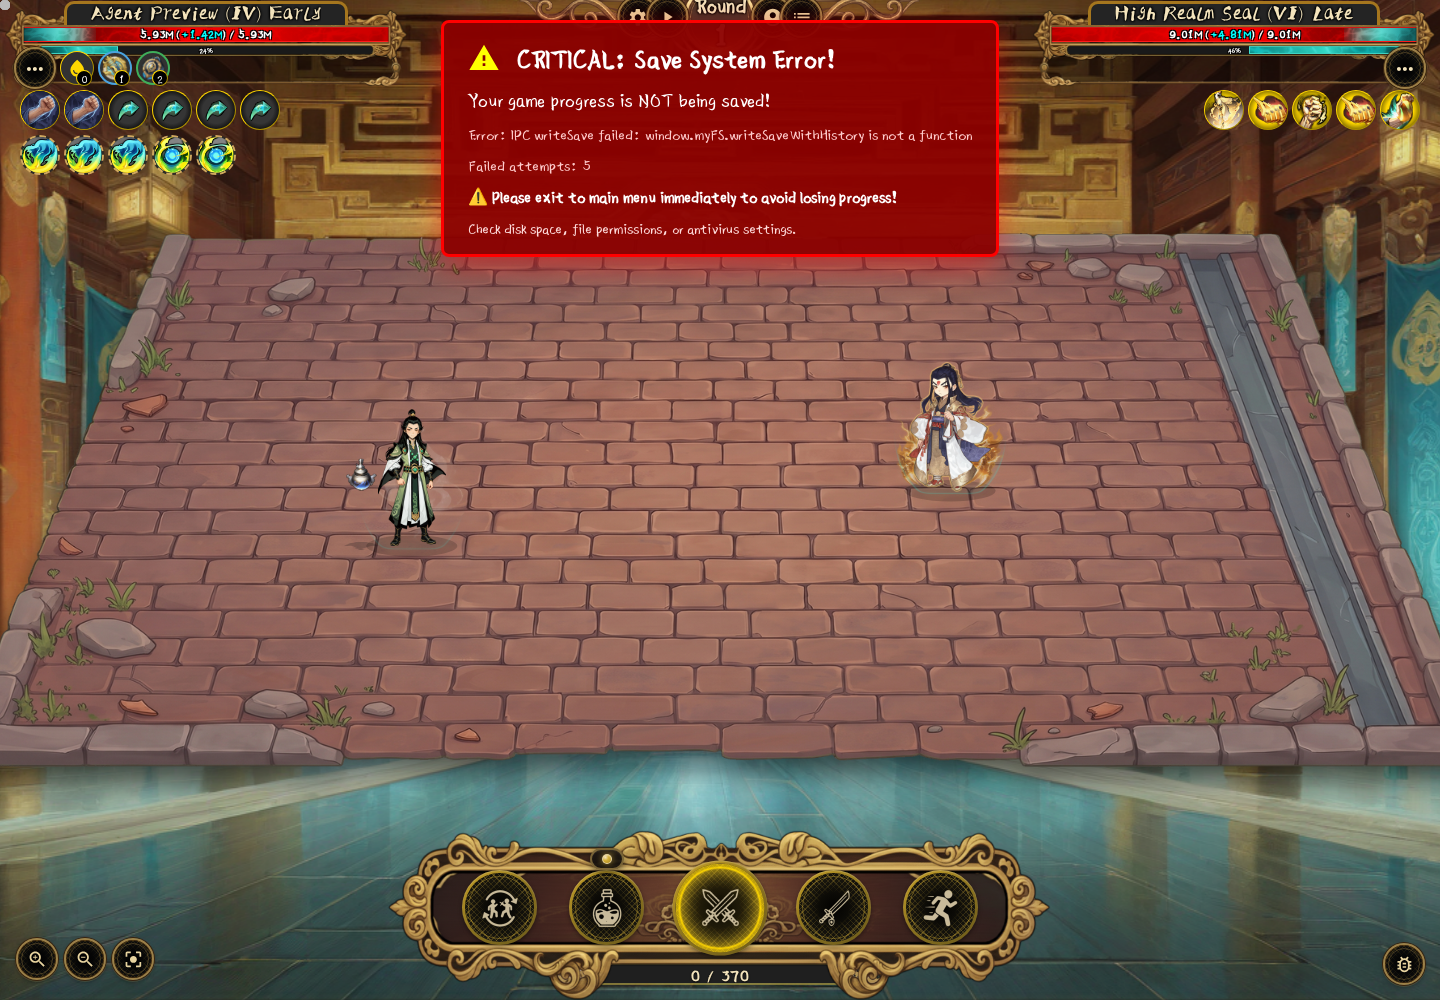 Agent Preview (IV) Early
5.93M (+1.42M) / 5.93M
24%
0
1
2
Round
High Realm Seal (VI) Late
9.01M (+4.81M) / 9.01M
46%
CRITICAL: Save System Error!
Your game progress is NOT being saved!
Error: IPC writeSave failed: window.myFS.writeSaveWithHistory is not a function
Failed attempts: 5
⚠️ Please exit to main menu immediately to avoid losing progress!
Check disk space, file permissions, or antivirus settings.
0 / 370